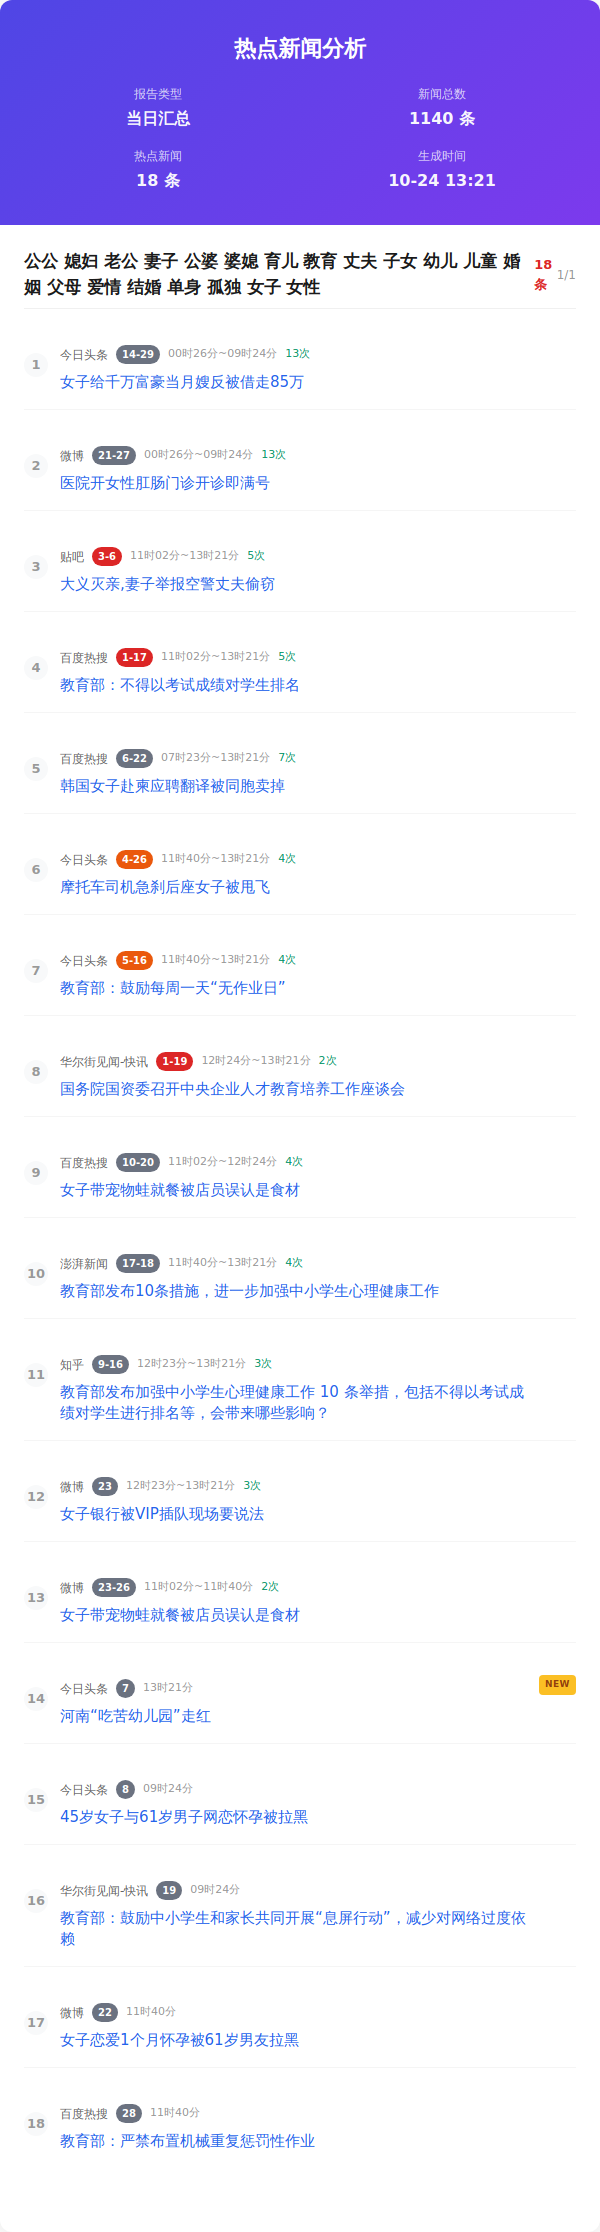 热点新闻分析
报告类型
新闻总数
当日汇总
1140 条
热点新闻
生成时间
18 条
10-24 13:21
公公 媳妇 老公 妻子 公婆 婆媳 育儿 教育 丈夫 子女 幼儿 儿童 婚
姻 父母 爱情 结婚 单身 孤独 女子 女性
18
条
1/1
1
今日头条 14-29 00时26分~09时24分 13次
女子给千万富豪当月嫂反被借走85万
2
微博 21-27 00时26分~09时24分 13次
医院开女性肛肠门诊开诊即满号
3
贴吧 3-6 11时02分~13时21分 5次
大义灭亲,妻子举报空警丈夫偷窃
4
百度热搜 1-17 11时02分~13时21分 5次
教育部：不得以考试成绩对学生排名
5
百度热搜 6-22 07时23分~13时21分 7次
韩国女子赴柬应聘翻译被同胞卖掉
6
今日头条 4-26 11时40分~13时21分 4次
摩托车司机急刹后座女子被甩飞
7
今日头条 5-16 11时40分~13时21分 4次
教育部：鼓励每周一天“无作业日”
8
华尔街见闻-快讯 1-19 12时24分~13时21分 2次
国务院国资委召开中央企业人才教育培养工作座谈会
9
百度热搜 10-20 11时02分~12时24分 4次
女子带宠物蛙就餐被店员误认是食材
10
澎湃新闻 17-18 11时40分~13时21分 4次
教育部发布10条措施，进一步加强中小学生心理健康工作
11
知乎 9-16 12时23分~13时21分 3次
教育部发布加强中小学生心理健康工作 10 条举措，包括不得以考试成
绩对学生进行排名等，会带来哪些影响？
12
微博 23 12时23分~13时21分 3次
女子银行被VIP插队现场要说法
13
微博 23-26 11时02分~11时40分 2次
女子带宠物蛙就餐被店员误认是食材
14
今日头条 7 13时21分
NEW
河南“吃苦幼儿园”走红
15
今日头条 8 09时24分
45岁女子与61岁男子网恋怀孕被拉黑
16
华尔街见闻-快讯 19 09时24分
教育部：鼓励中小学生和家长共同开展“息屏行动”，减少对网络过度依
赖
17
微博 22 11时40分
女子恋爱1个月怀孕被61岁男友拉黑
18
百度热搜 28 11时40分
教育部：严禁布置机械重复惩罚性作业